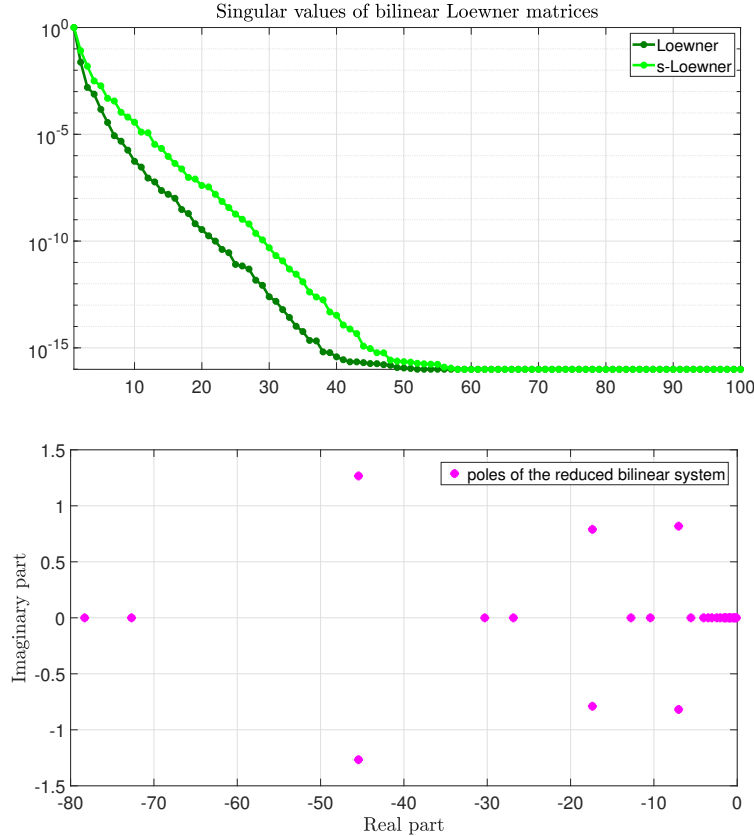 Singular values of bilinear Loewner matrices
10^0
10^-5
10^-10
10^-15
Loewner
s-Loewner
10 20 30 40 50 60 70 80 90 100
1.5
1
0.5
0
-0.5
-1
-1.5
Imaginary part
poles of the reduced bilinear system
-80 -70 -60 -50 -40 -30 -20 -10 0
Real part